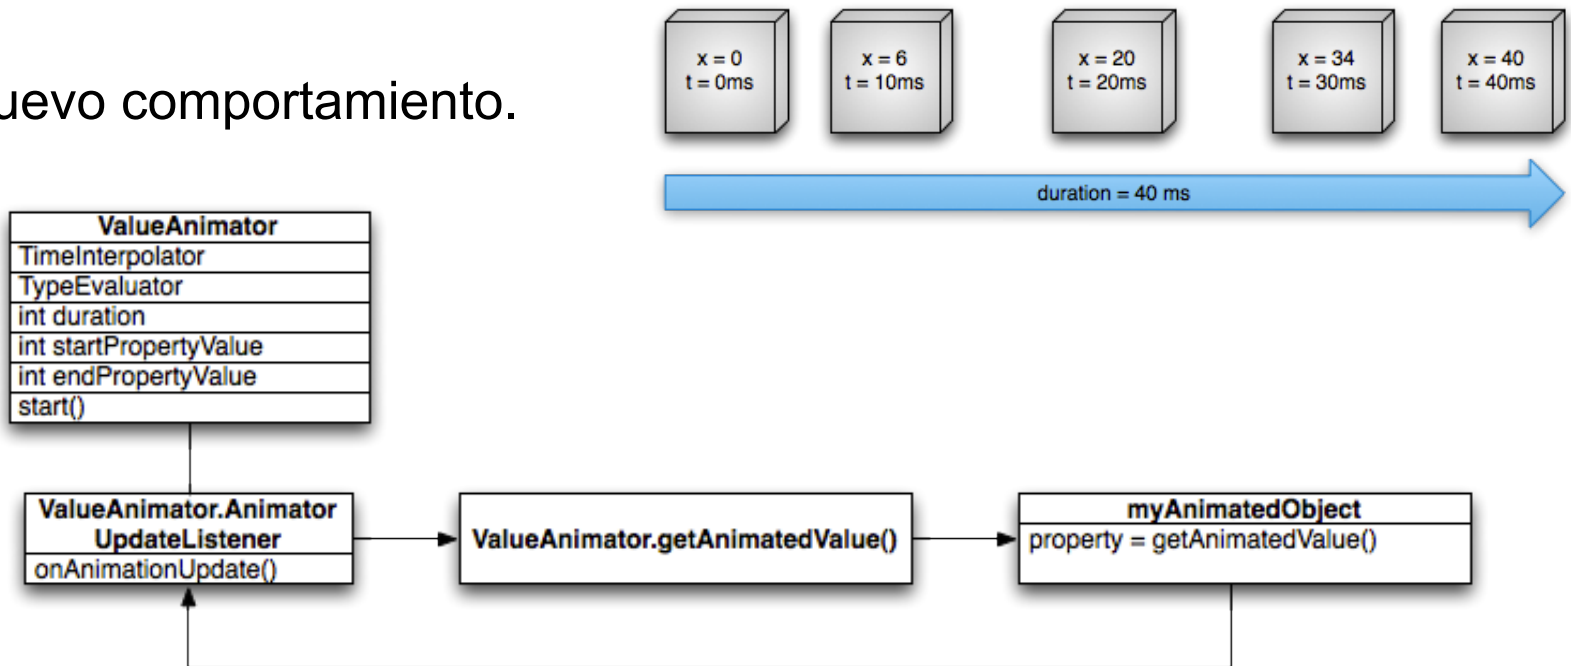 x = 0
t = 0ms
x = 6
t = 10ms
x = 20
t = 20ms
x = 34
t = 30ms
x = 40
t = 40ms
uevo comportamiento.
duration = 40 ms
ValueAnimator
TimeInterpolator
TypeEvaluator
int duration
int startPropertyValue
int endPropertyValue
start()
ValueAnimator.Animator
UpdateListener
onAnimationUpdate()
ValueAnimator.getAnimatedValue()
myAnimatedObject
property = getAnimatedValue()